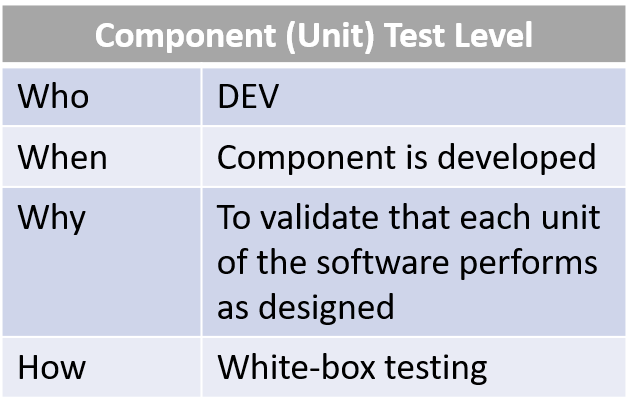 Component (Unit) Test Level
Who DEV
When Component is developed
Why To validate that each unit
of the software performs
as designed
How White-box testing